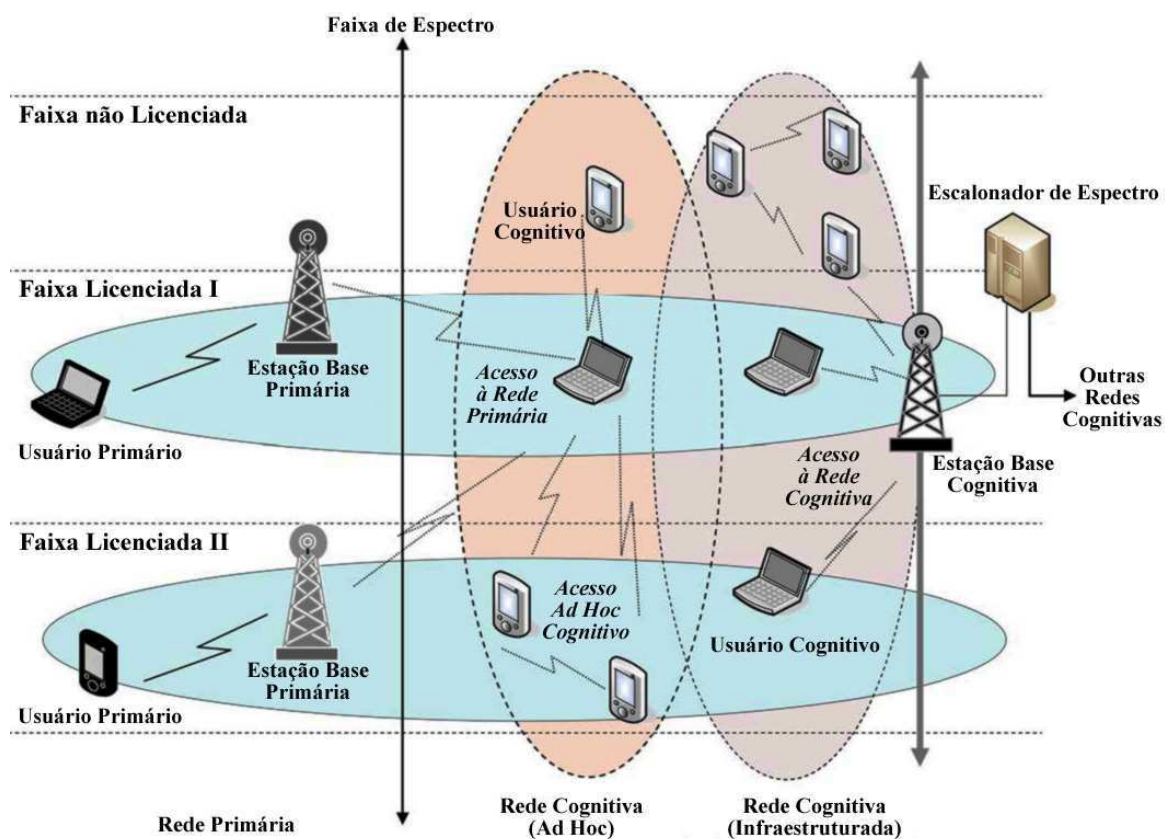 Faixa de Espectro
Faixa não Licenciada
Usuário
Cognitivo
Escalonador de Espectro
Faixa Licenciada I
Estação Base
Primária
Acesso
à Rede
Primária
Outras
Redes
Cognitivas
Usuário Primário
Acesso
à Rede
Cognitiva
Estação Base
Cognitiva
Faixa Licenciada II
Acesso
Ad Hoc
Cognitivo
Usuário Cognitivo
Estação Base
Primária
Usuário Primário
Rede Primária
Rede Cognitiva
(Ad Hoc)
Rede Cognitiva
(Infraestruturada)